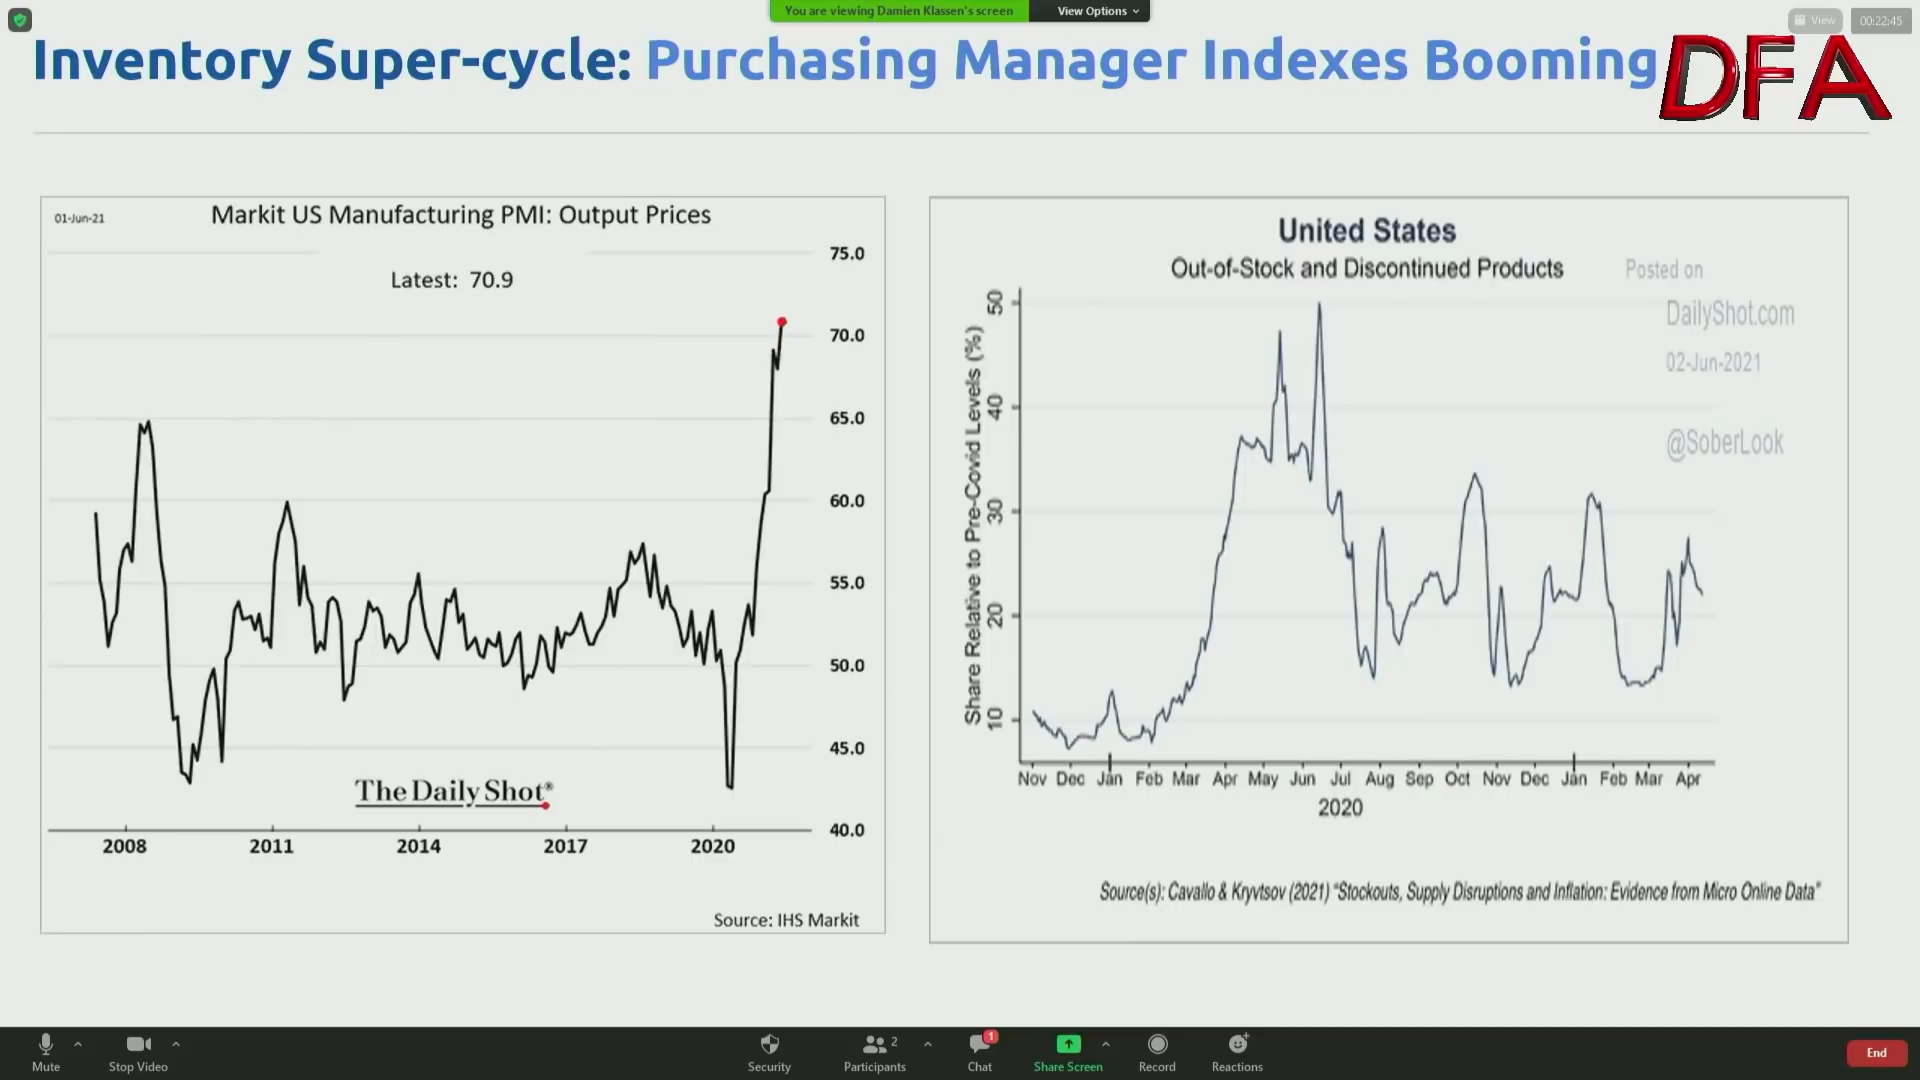 You are viewing Damien Klassen's screen
View Options
View
00:22:45
Inventory Super-cycle: Purchasing Manager Indexes Booming
DFA
01-Jun-21
Markit US Manufacturing PMI: Output Prices
Latest: 70.9
75.0
70.0
65.0
60.0
55.0
50.0
45.0
40.0
The Daily Shot®
2008 2011 2014 2017 2020
Source: IHS Markit
United States
Out-of-Stock and Discontinued Products
Posted on
DailyShot.com
02-Jun-2021
@SoberLook
Share Relative to Pre-Covid Levels (%)
50
40
30
20
10
Nov Dec Jan Feb Mar Apr May Jun Jul Aug Sep Oct Nov Dec Jan Feb Mar Apr
2020
Source(s): Cavallo & Kryvtsov (2021) "Stockouts, Supply Disruptions and Inflation: Evidence from Micro Online Data"
Mute
Stop Video
Security
2
Participants
1
Chat
Share Screen
Record
Reactions
End